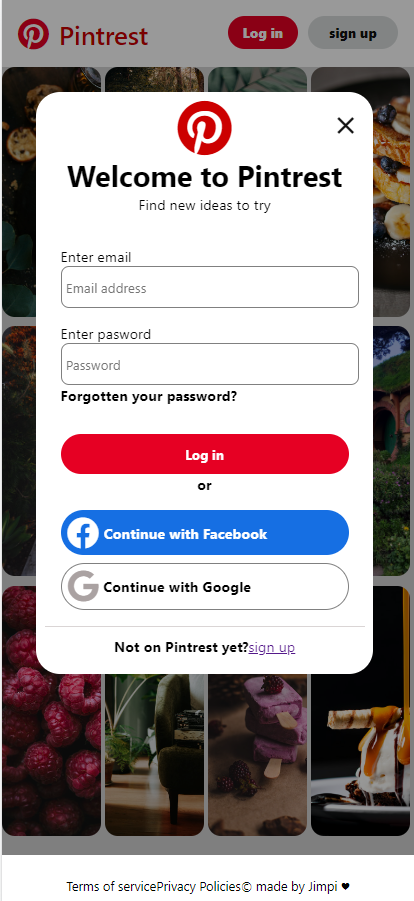 Pintrest
Log in
sign up
Welcome to Pintrest
Find new ideas to try
Enter email
Email address
Enter pasword
Password
Forgotten your password?
Log in
or
Continue with Facebook
Continue with Google
Not on Pintrest yet?sign up
Terms of servicePrivacy Policies© made by Jimpi ♥